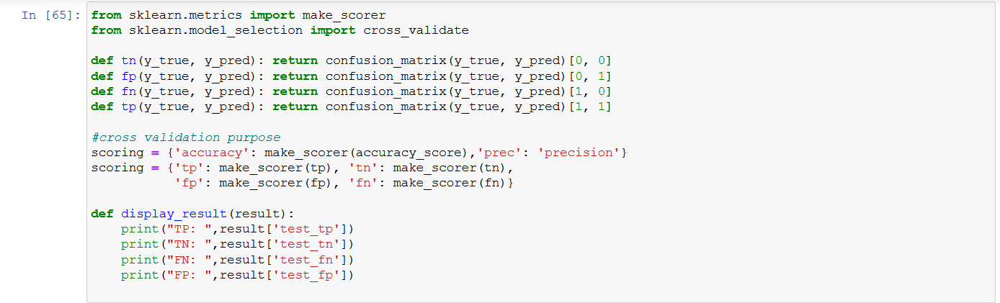 In [65]: from sklearn.metrics import make_scorer
from sklearn.model_selection import cross_validate
def tn(y_true, y_pred): return confusion_matrix(y_true, y_pred)[0, 0]
def fp(y_true, y_pred): return confusion_matrix(y_true, y_pred)[0, 1]
def fn(y_true, y_pred): return confusion_matrix(y_true, y_pred)[1, 0]
def tp(y_true, y_pred): return confusion_matrix(y_true, y_pred)[1, 1]
#cross validation purpose
scoring = {'accuracy': make_scorer(accuracy_score),'prec': 'precision'}
scoring = {'tp': make_scorer(tp), 'tn': make_scorer(tn),
           'fp': make_scorer(fp), 'fn': make_scorer(fn)}
def display_result(result):
    print("TP: ",result['test_tp'])
    print("TN: ",result['test_tn'])
    print("FN: ",result['test_fn'])
    print("FP: ",result['test_fp'])